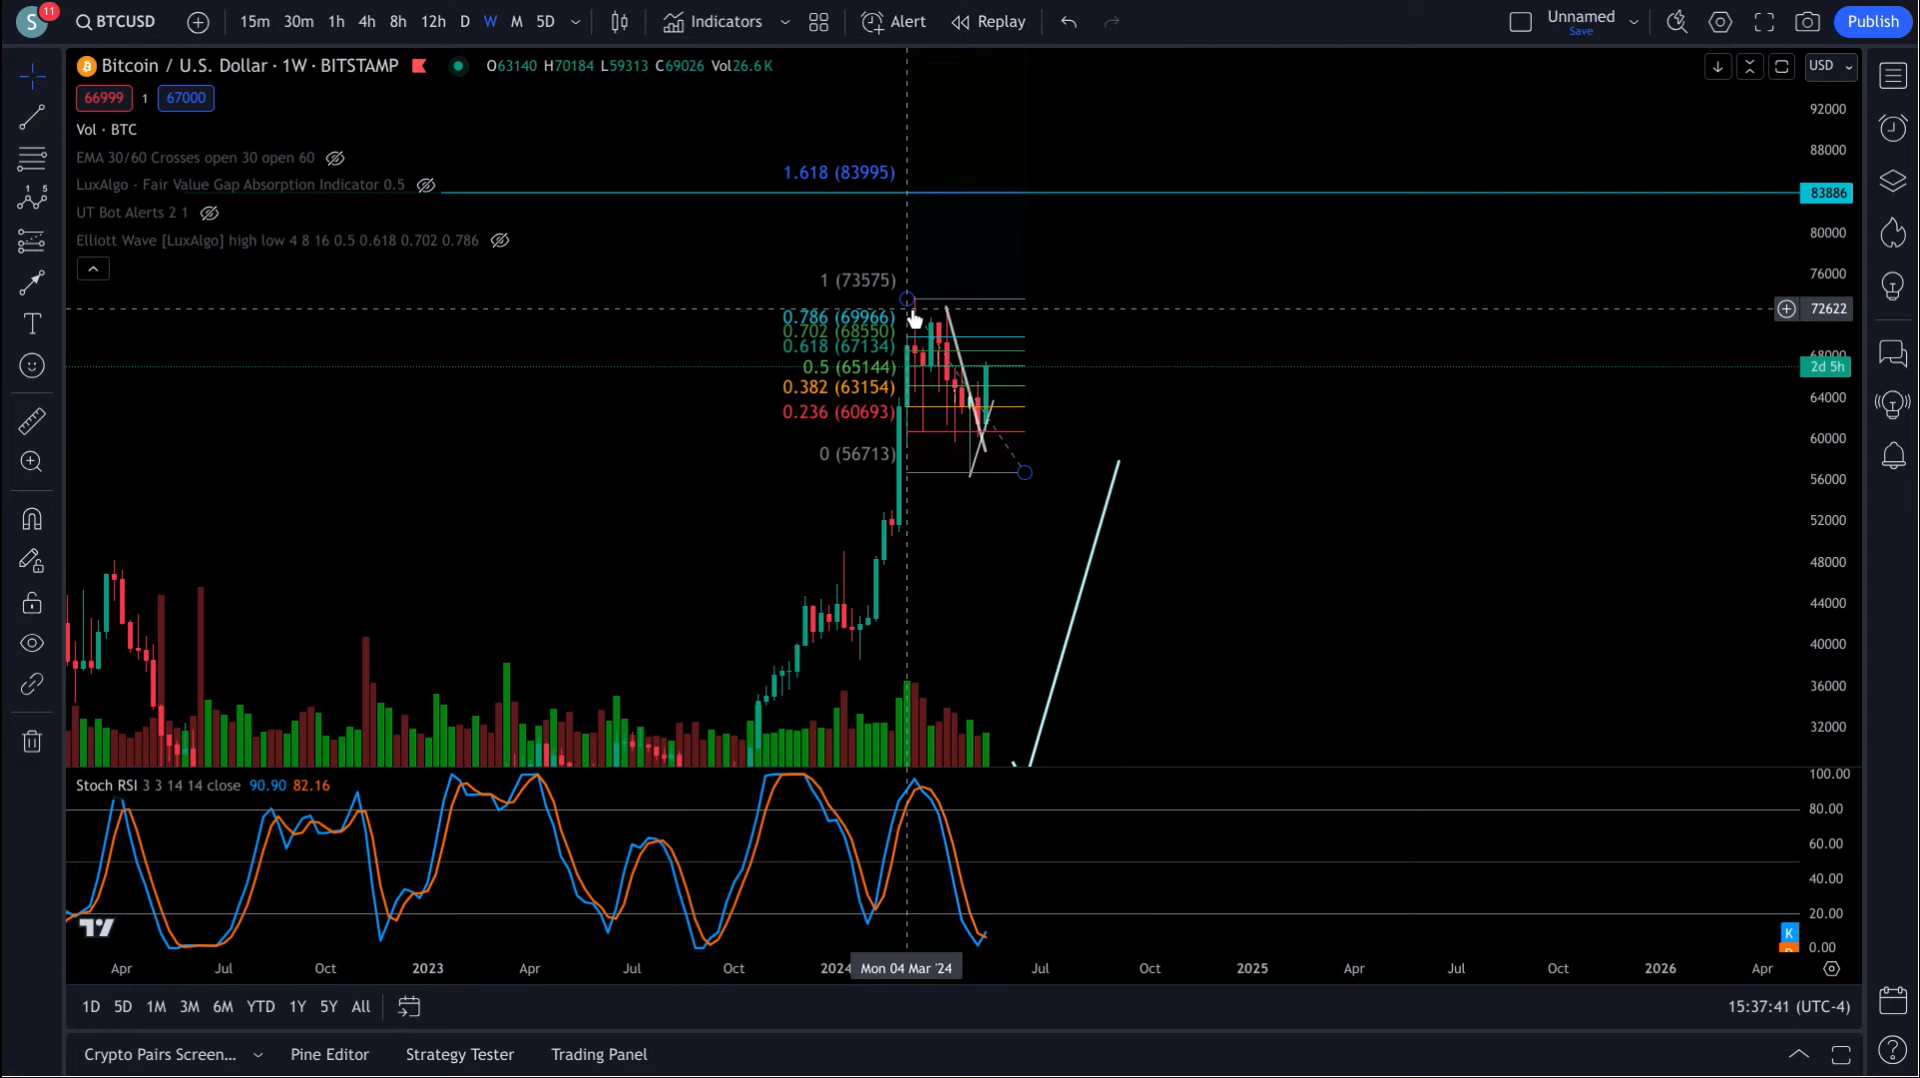 S 11 BTCUSD 15m 30m 1h 4h 8h 12h D W M 5D Indicators Alert Replay Unnamed Publish
Save
Bitcoin / U.S. Dollar · 1W · BITSTAMP O63140 H70184 L59313 C69026 Vol26.6K USD
66999 1 67000
Vol · BTC
EMA 30/60 Crosses open 30 open 60
LuxAlgo - Fair Value Gap Absorption Indicator 0.5
UT Bot Alerts 2 1
Elliott Wave [LuxAlgo] high low 4 8 16 0.5 0.618 0.702 0.786
1.618 (83995)
1 (73575)
0.786 (69966)
0.702 (68550)
0.618 (67134)
0.5 (65144)
0.382 (63154)
0.236 (60693)
0 (56713)
92000
88000
83886
80000
76000
72622
68000
2d 5h
64000
60000
56000
52000
48000
44000
40000
36000
32000
Stoch RSI 3 3 14 14 close 90.90 82.16
100.00
80.00
60.00
40.00
20.00
K
0.00
Apr Jul Oct 2023 Apr Jul Oct 2024 Mon 04 Mar '24 Jul Oct 2025 Apr Jul Oct 2026 Apr
1D 5D 1M 3M 6M YTD 1Y 5Y All 15:37:41 (UTC-4)
Crypto Pairs Screen... Pine Editor Strategy Tester Trading Panel